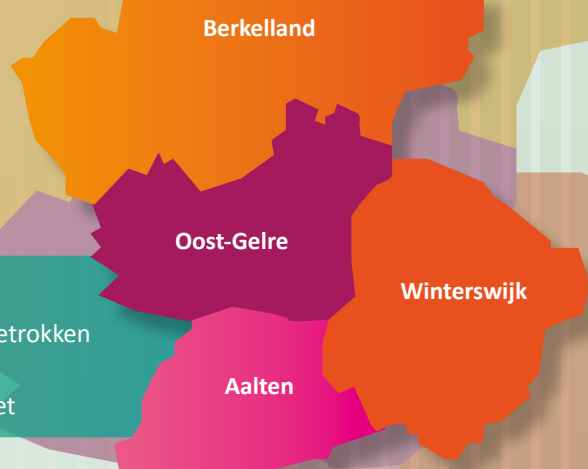 Berkelland
Oost-Gelre
Winterswijk
etrokken
Aalten
et